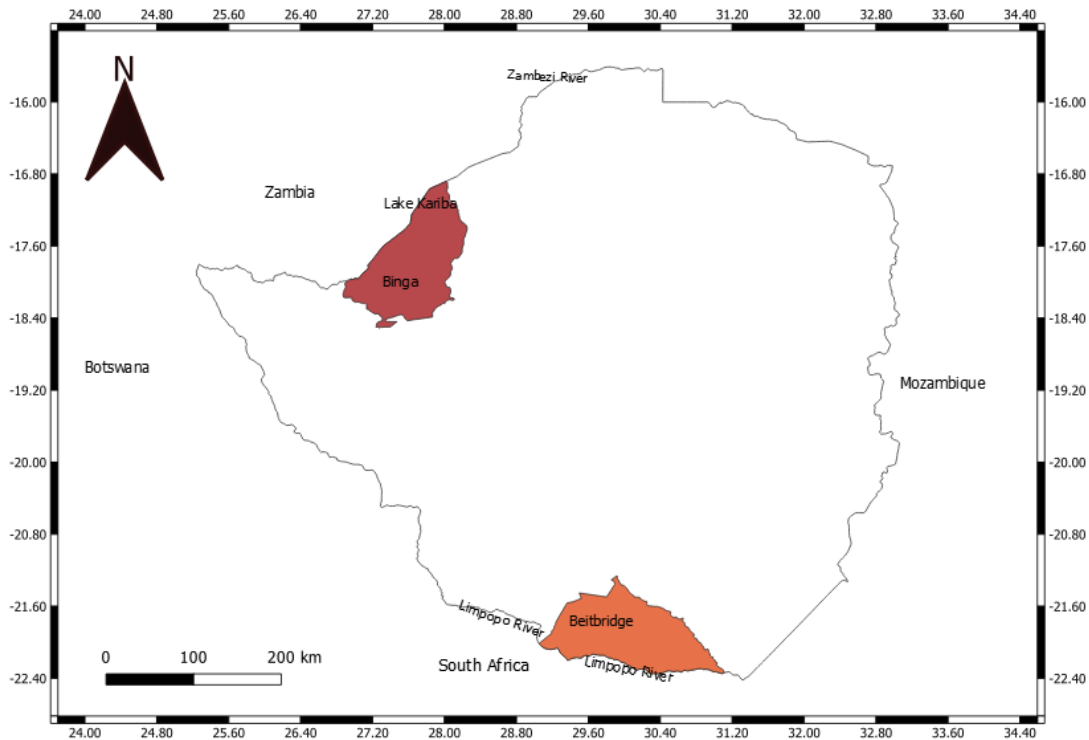 24.00 24.80 25.60 26.40 27.20 28.00 28.80 29.60 30.40 31.20 32.00 32.80 33.60 34.40
N
Zambezi River
-16.00 -16.00
-16.80 -16.80
Zambia
Lake Kariba
-17.60 -17.60
Binga
-18.40 -18.40
Botswana
Mozambique
-19.20 -19.20
-20.00 -20.00
-20.80 -20.80
-21.60 -21.60
Limpopo River
Beitbridge
0 100 200 km
South Africa
Limpopo River
-22.40 -22.40
24.00 24.80 25.60 26.40 27.20 28.00 28.80 29.60 30.40 31.20 32.00 32.80 33.60 34.40